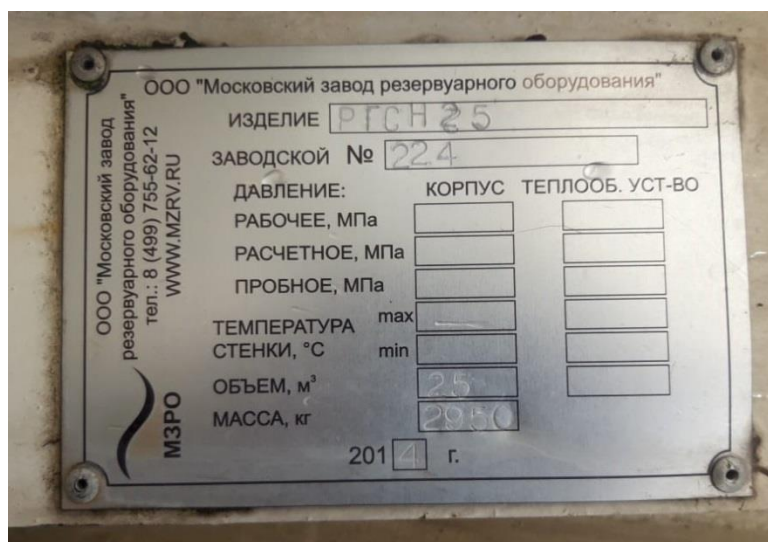 ООО "Московский завод резервуарного оборудования"
ООО "Московский завод
резервуарного оборудования"
тел.: 8 (499) 755-62-12
WWW.MZRV.RU
МЗРО
ИЗДЕЛИЕ РГСН 25
ЗАВОДСКОЙ № 224
ДАВЛЕНИЕ: КОРПУС ТЕПЛООБ. УСТ-ВО
РАБОЧЕЕ, МПа
РАСЧЕТНОЕ, МПа
ПРОБНОЕ, МПа
ТЕМПЕРАТУРА max
СТЕНКИ, °С min
ОБЪЕМ, м³ 25
МАССА, кг 2950
2014 г.